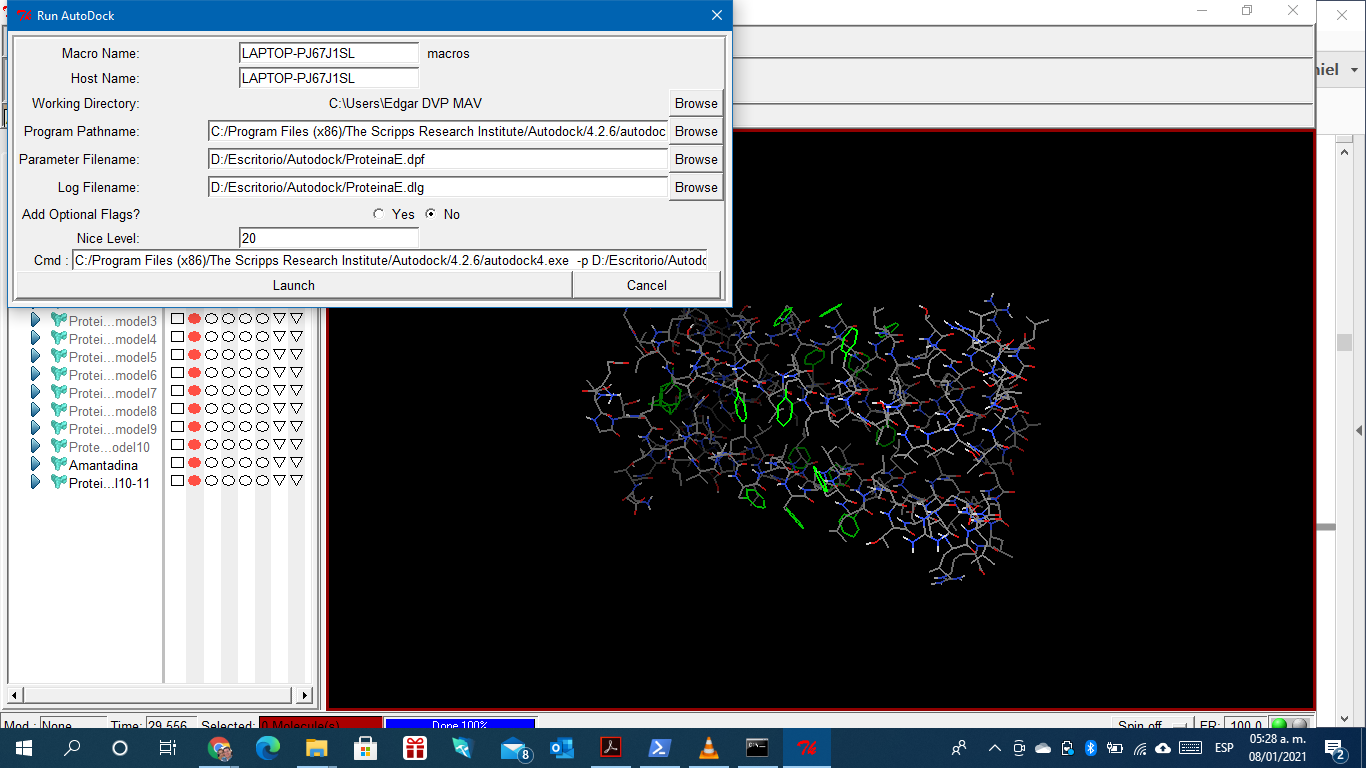 Run AutoDock
Macro Name: LAPTOP-PJ67J1SL macros
Host Name: LAPTOP-PJ67J1SL
Working Directory: C:\Users\Edgar DVP MAV Browse
Program Pathname: C:/Program Files (x86)/The Scripps Research Institute/Autodock/4.2.6/autodoc Browse
Parameter Filename: D:/Escritorio/Autodock/ProteinaE.dpf Browse
Log Filename: D:/Escritorio/Autodock/ProteinaE.dlg Browse
Add Optional Flags? Yes No
Nice Level: 20
Cmd : C:/Program Files (x86)/The Scripps Research Institute/Autodock/4.2.6/autodock4.exe -p D:/Escritorio/Autodo
Launch Cancel
niel
Protei...model3
Protei...model4
Protei...model5
Protei...model6
Protei...model7
Protei...model8
Protei...model9
Prote...odel10
Amantadina
Protei...l10-11
Mod.: None Time: 29.556 Selected: 0 Molecule(s) Done 100% Spin off FR: 100.0
8
ESP
05:28 a. m.
08/01/2021
2